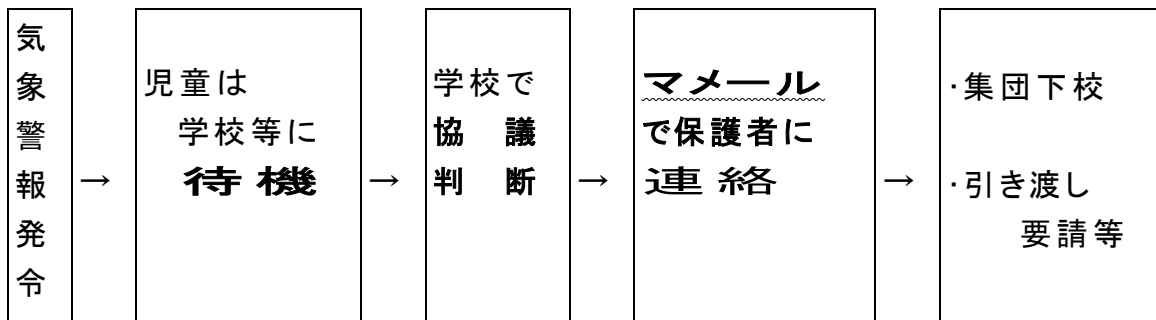 気象警報発令
→
児童は
学校等に
待機
→
学校で
協議
判断
→
マメール
で保護者に
連絡
→
・集団下校
・引き渡し
要請等